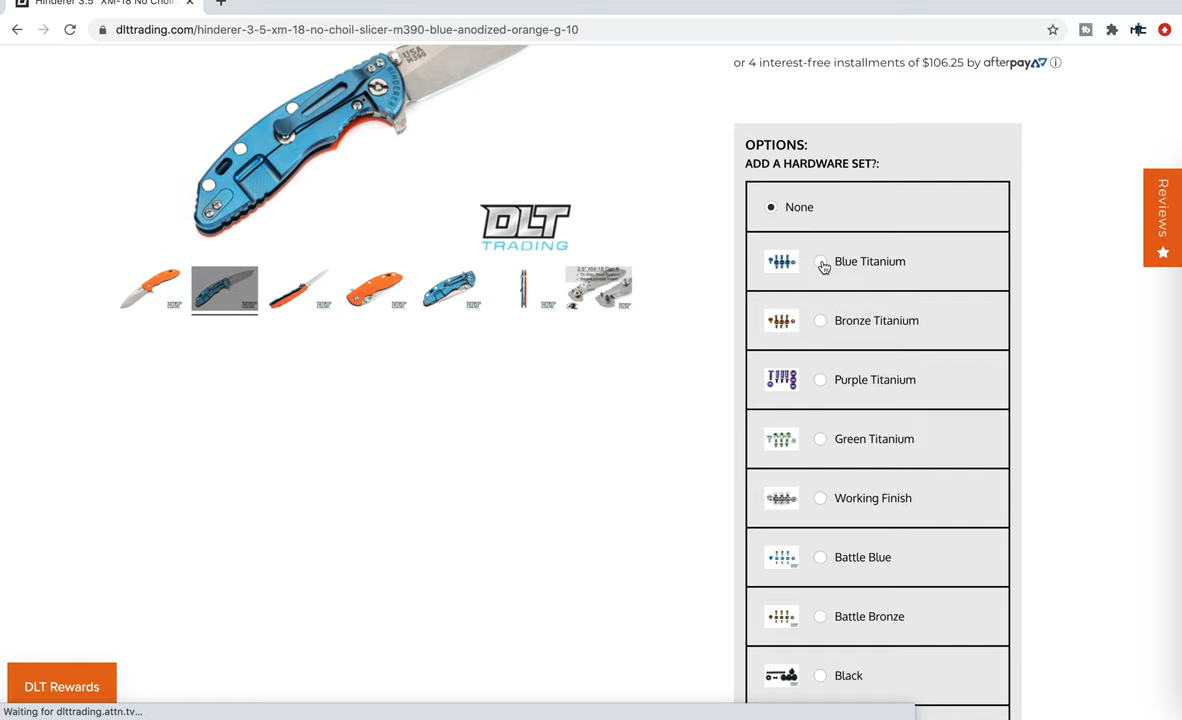 Hinderer 3.5" XM-18 No Choil
dlttrading.com/hinderer-3-5-xm-18-no-choil-slicer-m390-blue-anodized-orange-g-10
or 4 interest-free installments of $106.25 by afterpay
USA
M390
HINDERER
DLT
TRADING
OPTIONS:
ADD A HARDWARE SET?:
None
Blue Titanium
Bronze Titanium
Purple Titanium
Green Titanium
Working Finish
Battle Blue
Battle Bronze
Black
Reviews
DLT Rewards
Waiting for dlttrading.attn.tv...